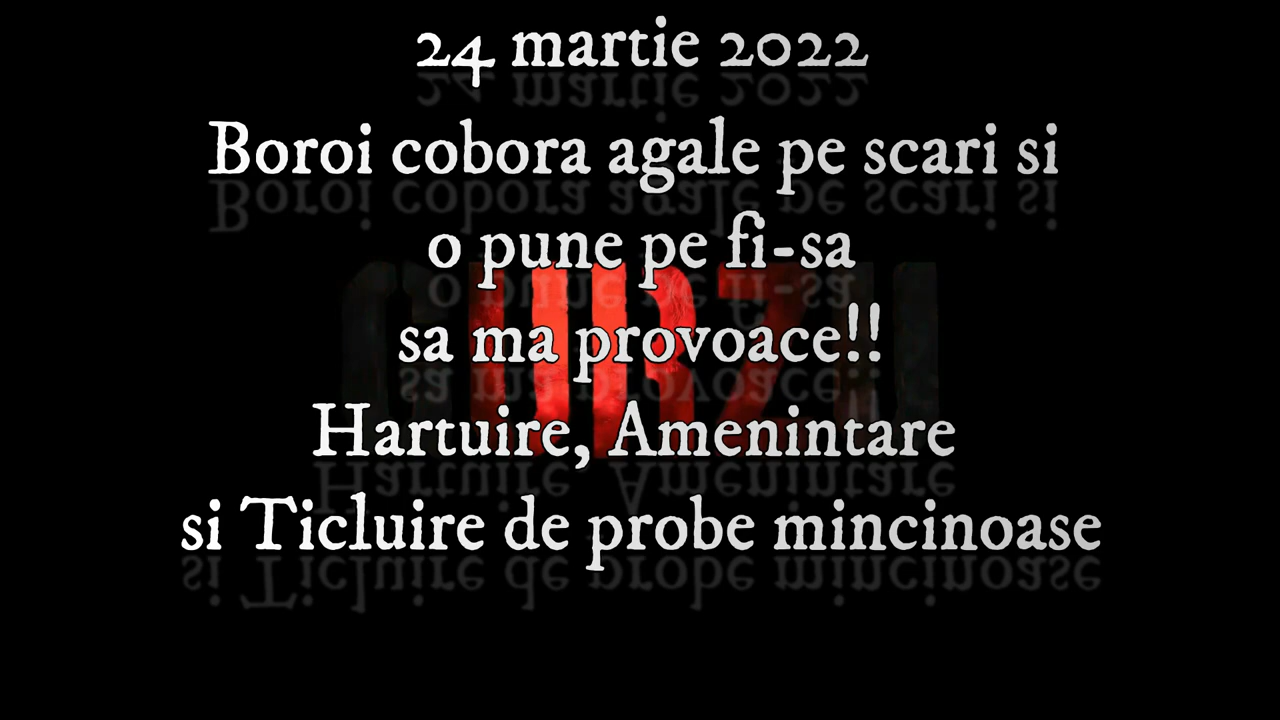 24 martie 2022
Boroi cobora agale pe scari si
o pune pe fi-sa
sa ma provoace!!
Hartuire, Amenintare
si Ticluire de probe mincinoase